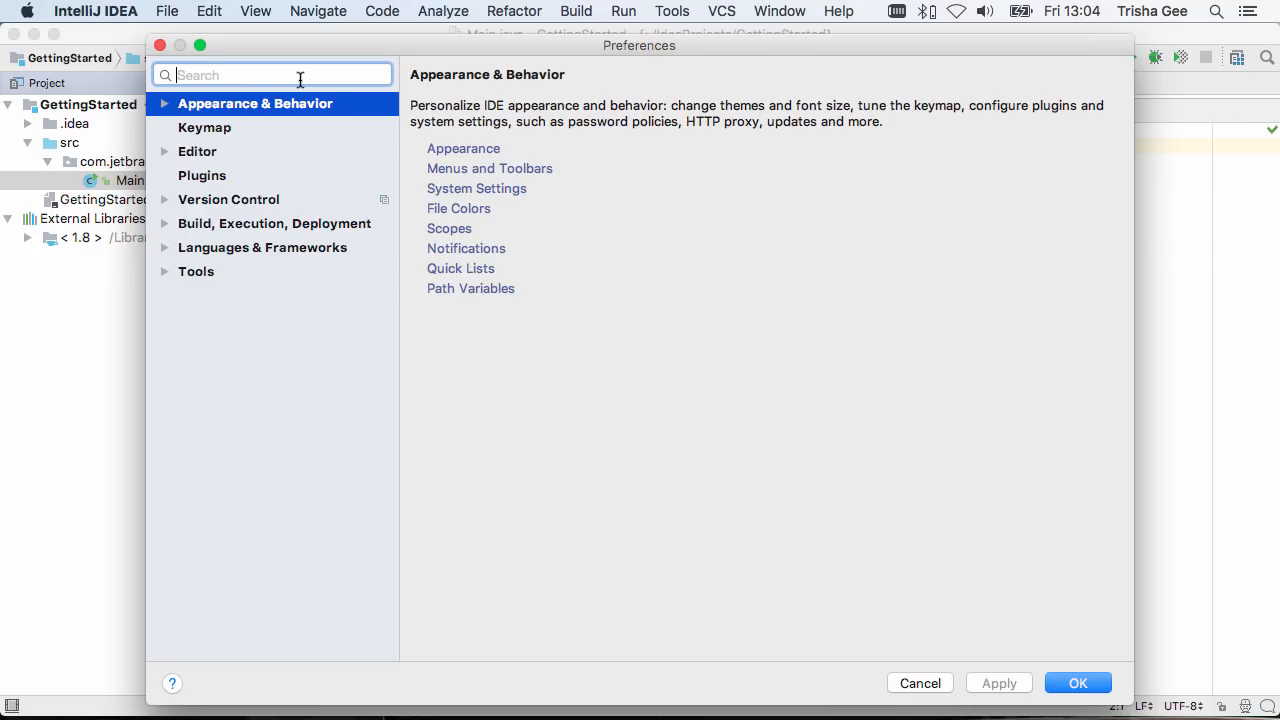 IntelliJ IDEA File Edit View Navigate Code Analyze Refactor Build Run Tools VCS Window Help Fri 13:04 Trisha Gee
Preferences
GettingStarted
Project
GettingStarted
.idea
src
com.jetbra
Main
GettingStarted
External Libraries
< 1.8 > /Libra
Search
Appearance & Behavior
Keymap
Editor
Plugins
Version Control
Build, Execution, Deployment
Languages & Frameworks
Tools
Appearance & Behavior
Personalize IDE appearance and behavior: change themes and font size, tune the keymap, configure plugins and
system settings, such as password policies, HTTP proxy, updates and more.
Appearance
Menus and Toolbars
System Settings
File Colors
Scopes
Notifications
Quick Lists
Path Variables
? Cancel Apply OK
2:1 LF UTF-8